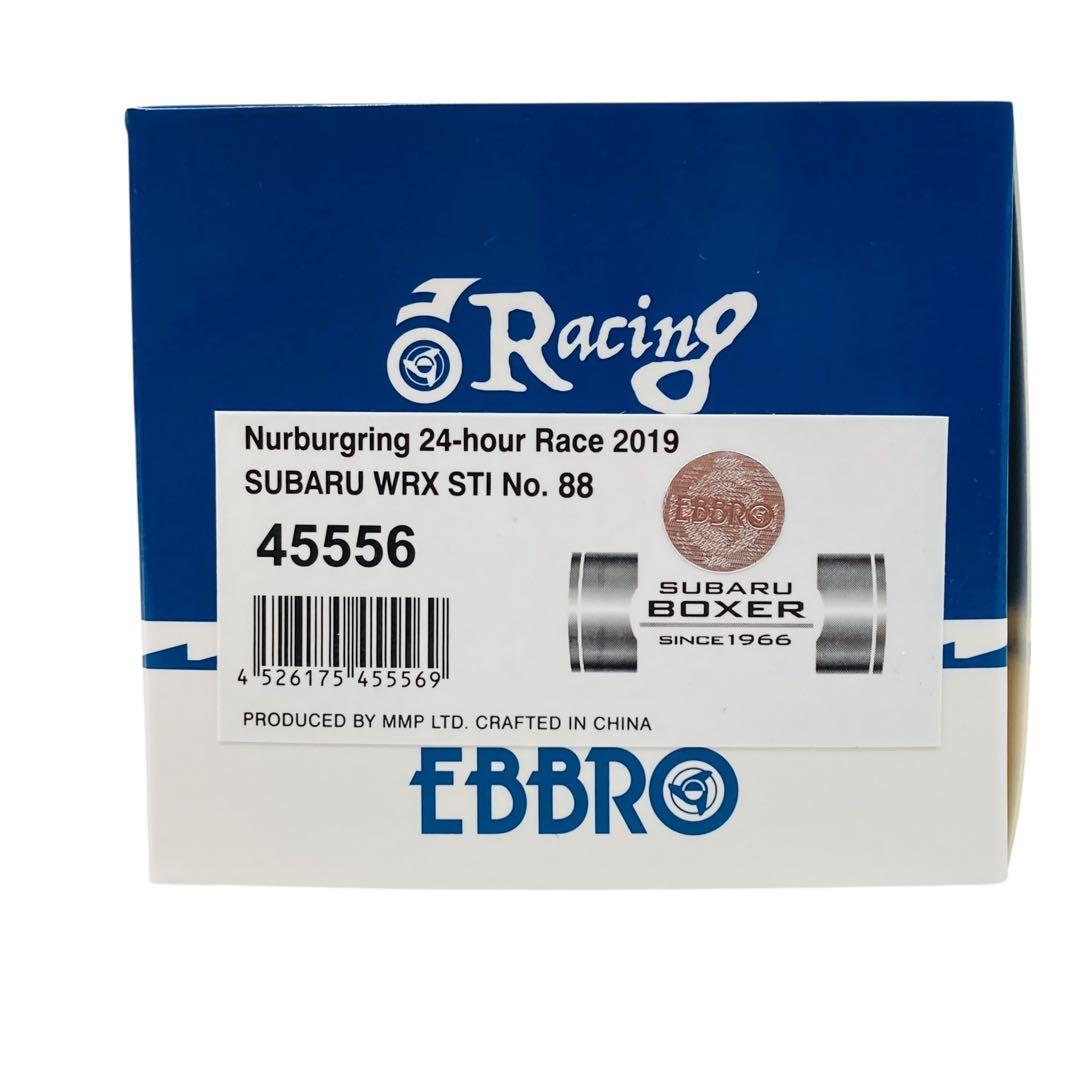 Racing
Nurburgring 24-hour Race 2019
SUBARU WRX STI No. 88
EBBRO
45556
SUBARU
BOXER
SINCE1966
4 526175 455569
PRODUCED BY MMP LTD. CRAFTED IN CHINA
EBBRO